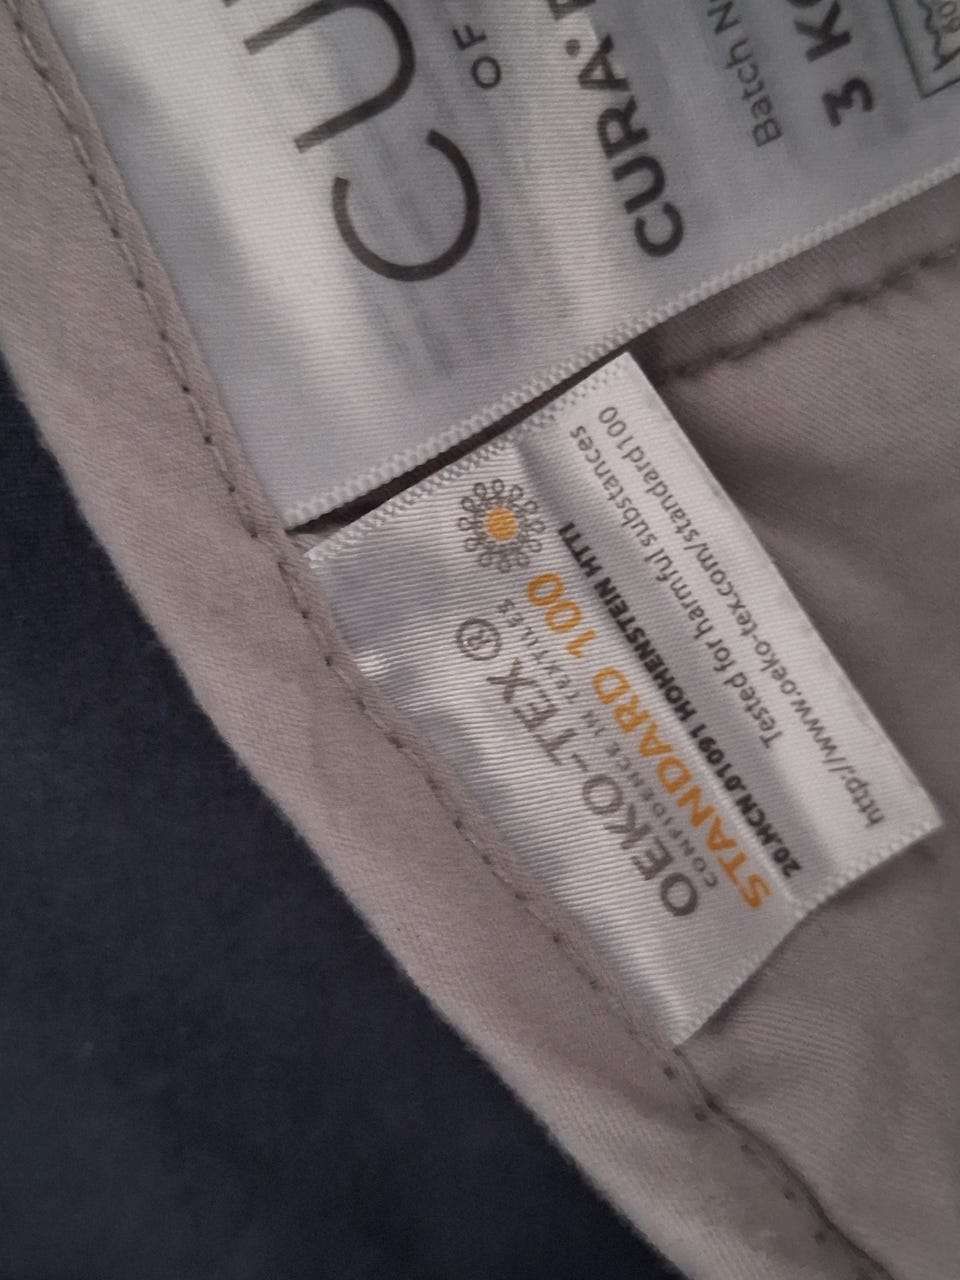 CU
OF
CURA
Batch N
3 K
OEKO-TEX®
CONFIDENCE IN TEXTILES
STANDARD 100
20.HCN.01091 HOHENSTEIN HTTI
Tested for harmful substances
http://www.oeko-tex.com/standard100